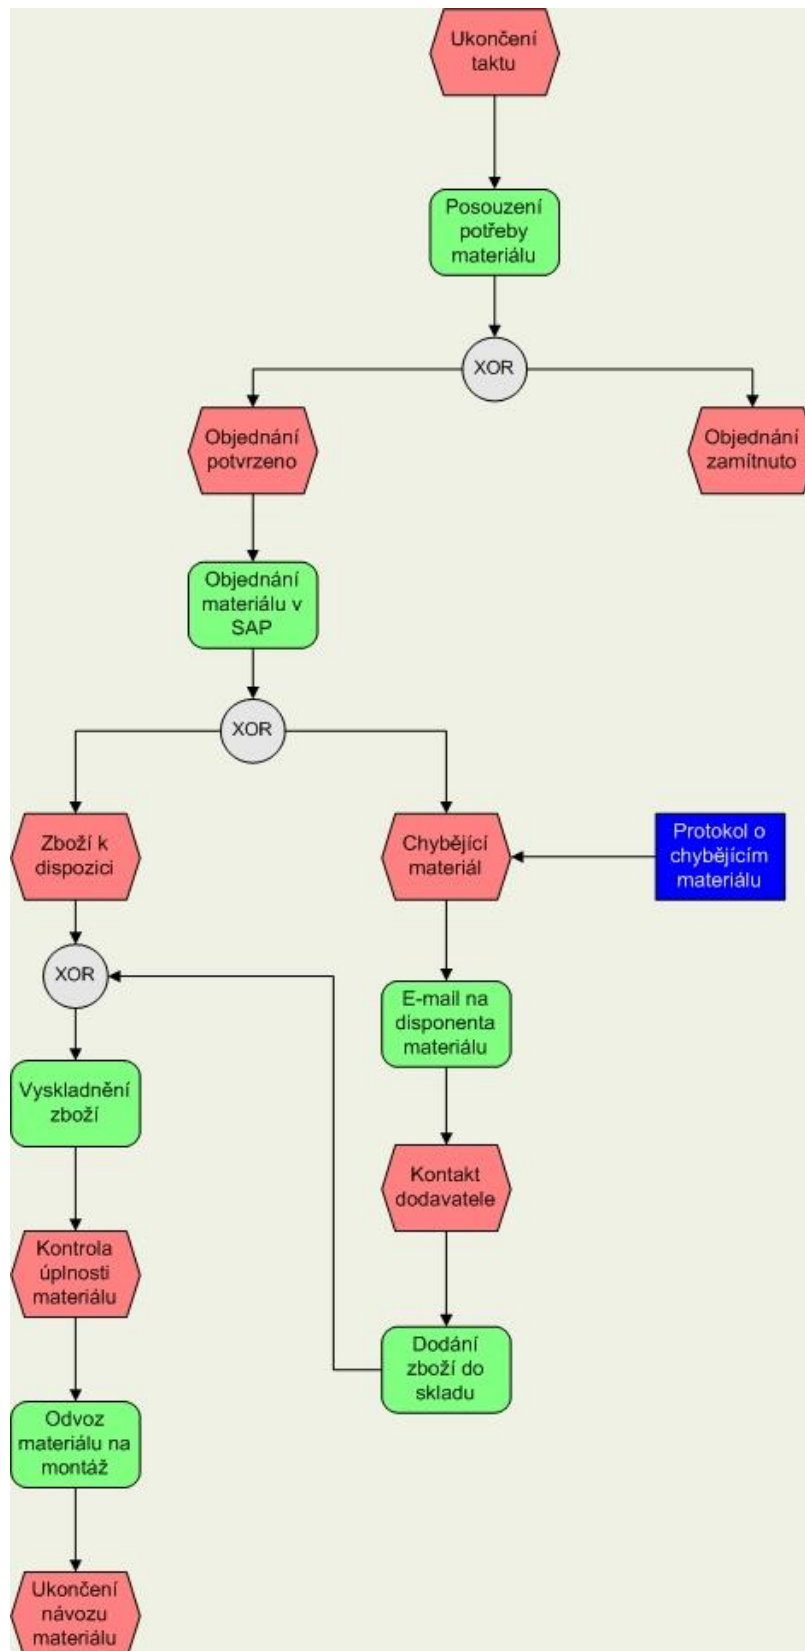 Ukončení
taktu
Posouzení
potřeby
materiálu
XOR
Objednání
potvrzeno
Objednání
zamítnuto
Objednání
materiálu v
SAP
XOR
Zboží k
dispozici
Chybějící
materiál
Protokol o
chybějícím
materiálu
XOR
E-mail na
disponenta
materiálu
Vyskladnění
zboží
Kontakt
dodavatele
Kontrola
úplnosti
materiálu
Dodání
zboží do
skladu
Odvoz
materiálu na
montáž
Ukončení
návozu
materiálu